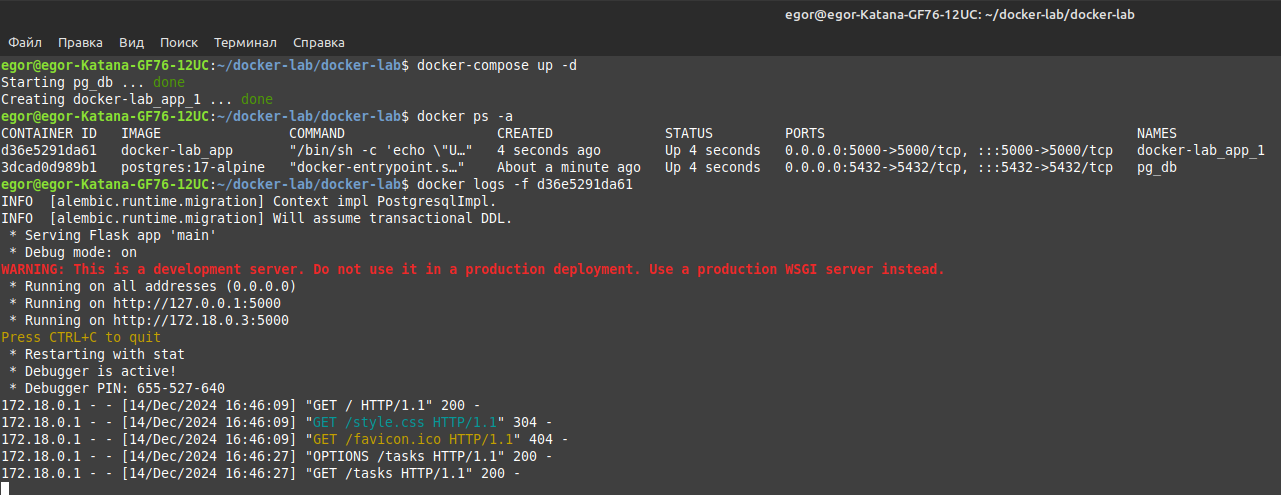 egor@egor-Katana-GF76-12UC: ~/docker-lab/docker-lab
Файл Правка Вид Поиск Терминал Справка
egor@egor-Katana-GF76-12UC:~/docker-lab/docker-lab$ docker-compose up -d
Starting pg_db ... done
Creating docker-lab_app_1 ... done
egor@egor-Katana-GF76-12UC:~/docker-lab/docker-lab$ docker ps -a
CONTAINER ID   IMAGE                COMMAND                  CREATED              STATUS         PORTS                                       NAMES
d36e5291da61   docker-lab_app       "/bin/sh -c 'echo \"U…"   4 seconds ago        Up 4 seconds   0.0.0.0:5000->5000/tcp, :::5000->5000/tcp   docker-lab_app_1
3dcad0d989b1   postgres:17-alpine   "docker-entrypoint.s…"   About a minute ago   Up 4 seconds   0.0.0.0:5432->5432/tcp, :::5432->5432/tcp   pg_db
egor@egor-Katana-GF76-12UC:~/docker-lab/docker-lab$ docker logs -f d36e5291da61
INFO  [alembic.runtime.migration] Context impl PostgresqlImpl.
INFO  [alembic.runtime.migration] Will assume transactional DDL.
 * Serving Flask app 'main'
 * Debug mode: on
WARNING: This is a development server. Do not use it in a production deployment. Use a production WSGI server instead.
 * Running on all addresses (0.0.0.0)
 * Running on http://127.0.0.1:5000
 * Running on http://172.18.0.3:5000
Press CTRL+C to quit
 * Restarting with stat
 * Debugger is active!
 * Debugger PIN: 655-527-640
172.18.0.1 - - [14/Dec/2024 16:46:09] "GET / HTTP/1.1" 200 -
172.18.0.1 - - [14/Dec/2024 16:46:09] "GET /style.css HTTP/1.1" 304 -
172.18.0.1 - - [14/Dec/2024 16:46:09] "GET /favicon.ico HTTP/1.1" 404 -
172.18.0.1 - - [14/Dec/2024 16:46:27] "OPTIONS /tasks HTTP/1.1" 200 -
172.18.0.1 - - [14/Dec/2024 16:46:27] "GET /tasks HTTP/1.1" 200 -